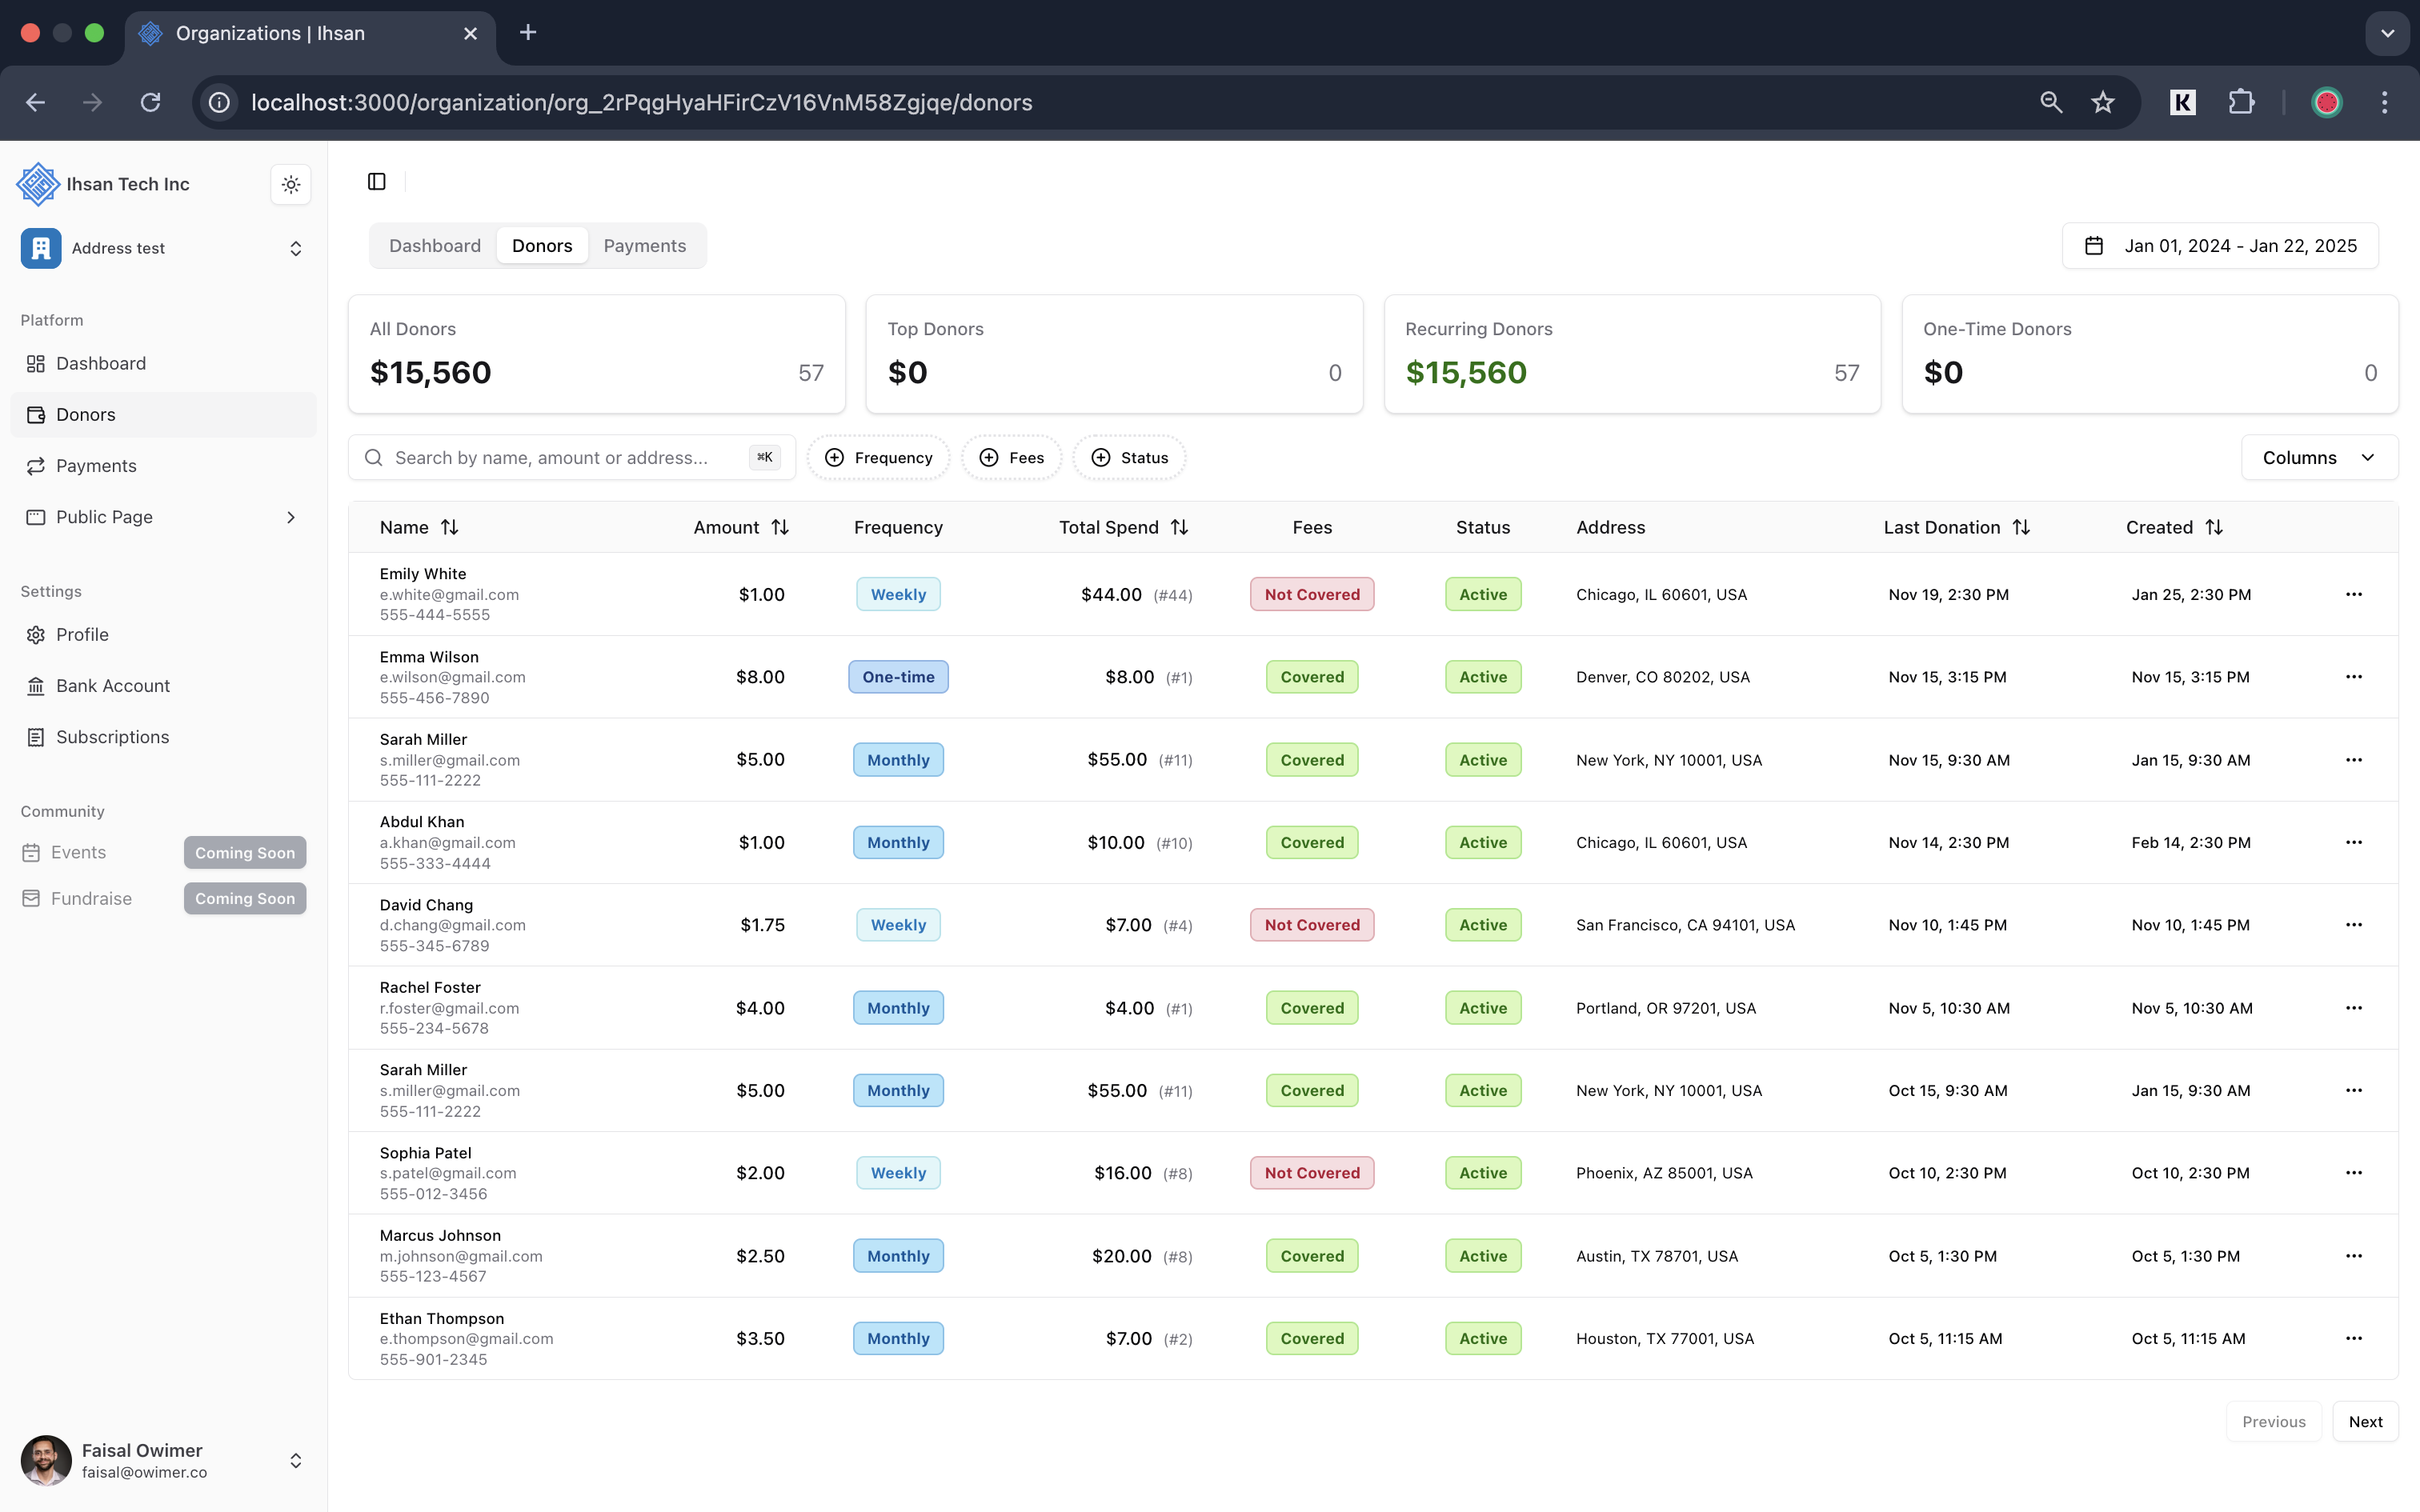 Organizations | Ihsan
localhost:3000/organization/org_2rPqgHyaHFirCzV16VnM58Zgjqe/donors
K
Ihsan Tech Inc
Address test
Platform
Dashboard
Donors
Payments
Public Page
Settings
Profile
Bank Account
Subscriptions
Community
Events Coming Soon
Fundraise Coming Soon
Faisal Owimer
faisal@owimer.co
Dashboard Donors Payments
Jan 01, 2024 - Jan 22, 2025
All Donors
$15,560 57
Top Donors
$0 0
Recurring Donors
$15,560 57
One-Time Donors
$0 0
Search by name, amount or address... ⌘K
Frequency Fees Status
Columns
Name Amount Frequency Total Spend Fees Status Address Last Donation Created
Emily White
e.white@gmail.com
555-444-5555
$1.00 Weekly $44.00 (#44) Not Covered Active Chicago, IL 60601, USA Nov 19, 2:30 PM Jan 25, 2:30 PM
Emma Wilson
e.wilson@gmail.com
555-456-7890
$8.00 One-time $8.00 (#1) Covered Active Denver, CO 80202, USA Nov 15, 3:15 PM Nov 15, 3:15 PM
Sarah Miller
s.miller@gmail.com
555-111-2222
$5.00 Monthly $55.00 (#11) Covered Active New York, NY 10001, USA Nov 15, 9:30 AM Jan 15, 9:30 AM
Abdul Khan
a.khan@gmail.com
555-333-4444
$1.00 Monthly $10.00 (#10) Covered Active Chicago, IL 60601, USA Nov 14, 2:30 PM Feb 14, 2:30 PM
David Chang
d.chang@gmail.com
555-345-6789
$1.75 Weekly $7.00 (#4) Not Covered Active San Francisco, CA 94101, USA Nov 10, 1:45 PM Nov 10, 1:45 PM
Rachel Foster
r.foster@gmail.com
555-234-5678
$4.00 Monthly $4.00 (#1) Covered Active Portland, OR 97201, USA Nov 5, 10:30 AM Nov 5, 10:30 AM
Sarah Miller
s.miller@gmail.com
555-111-2222
$5.00 Monthly $55.00 (#11) Covered Active New York, NY 10001, USA Oct 15, 9:30 AM Jan 15, 9:30 AM
Sophia Patel
s.patel@gmail.com
555-012-3456
$2.00 Weekly $16.00 (#8) Not Covered Active Phoenix, AZ 85001, USA Oct 10, 2:30 PM Oct 10, 2:30 PM
Marcus Johnson
m.johnson@gmail.com
555-123-4567
$2.50 Monthly $20.00 (#8) Covered Active Austin, TX 78701, USA Oct 5, 1:30 PM Oct 5, 1:30 PM
Ethan Thompson
e.thompson@gmail.com
555-901-2345
$3.50 Monthly $7.00 (#2) Covered Active Houston, TX 77001, USA Oct 5, 11:15 AM Oct 5, 11:15 AM
Previous Next